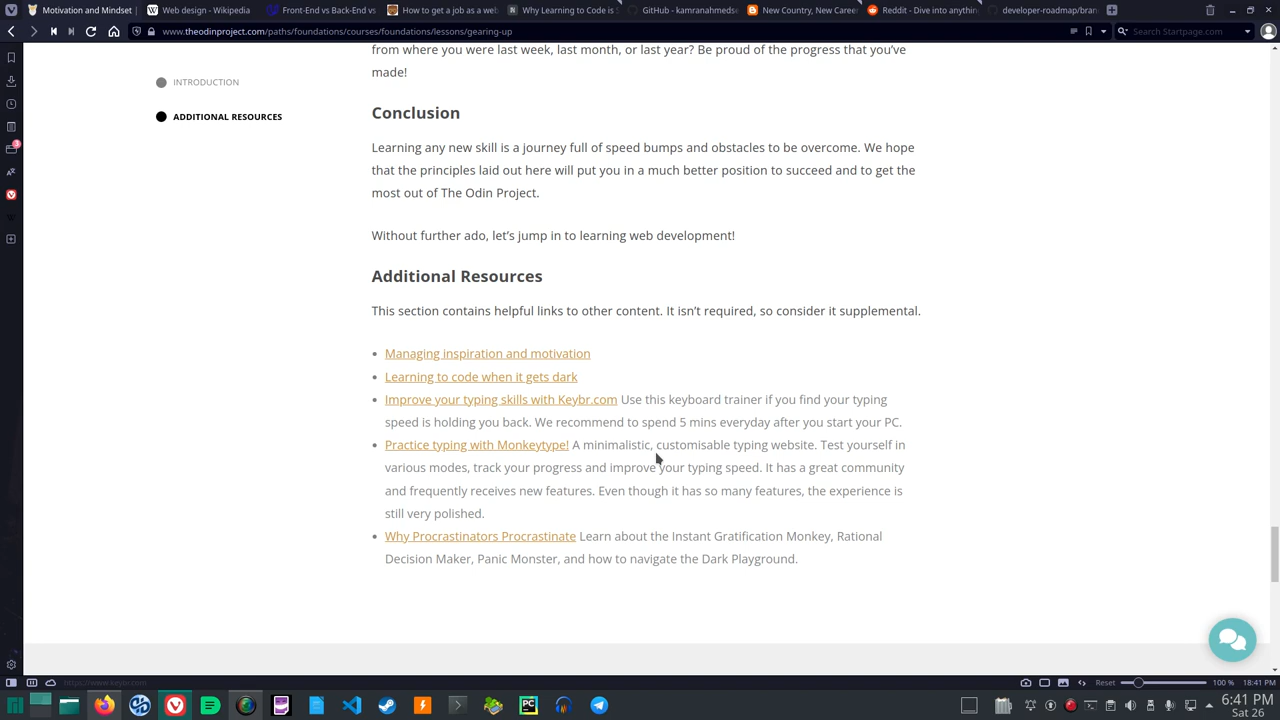 Motivation and Mindset
Web design - Wikipedia
Front-End vs Back-End vs
How to get a job as a web
Why Learning to Code is S
GitHub - kamranahmedse
New Country, New Career
Reddit - Dive into anythin
developer-roadmap/bran
www.theodinproject.com/paths/foundations/courses/foundations/lessons/gearing-up
Search Startpage.com
from where you were last week, last month, or last year? Be proud of the progress that you’ve
made!
INTRODUCTION
ADDITIONAL RESOURCES
Conclusion
Learning any new skill is a journey full of speed bumps and obstacles to be overcome. We hope
that the principles laid out here will put you in a much better position to succeed and to get the
most out of The Odin Project.
Without further ado, let’s jump in to learning web development!
Additional Resources
This section contains helpful links to other content. It isn’t required, so consider it supplemental.
Managing inspiration and motivation
Learning to code when it gets dark
Improve your typing skills with Keybr.com Use this keyboard trainer if you find your typing
speed is holding you back. We recommend to spend 5 mins everyday after you start your PC.
Practice typing with Monkeytype! A minimalistic, customisable typing website. Test yourself in
various modes, track your progress and improve your typing speed. It has a great community
and frequently receives new features. Even though it has so many features, the experience is
still very polished.
Why Procrastinators Procrastinate Learn about the Instant Gratification Monkey, Rational
Decision Maker, Panic Monster, and how to navigate the Dark Playground.
3
https://www.keybr.com
Reset
100 %
18:41 PM
6:41 PM
Sat 26